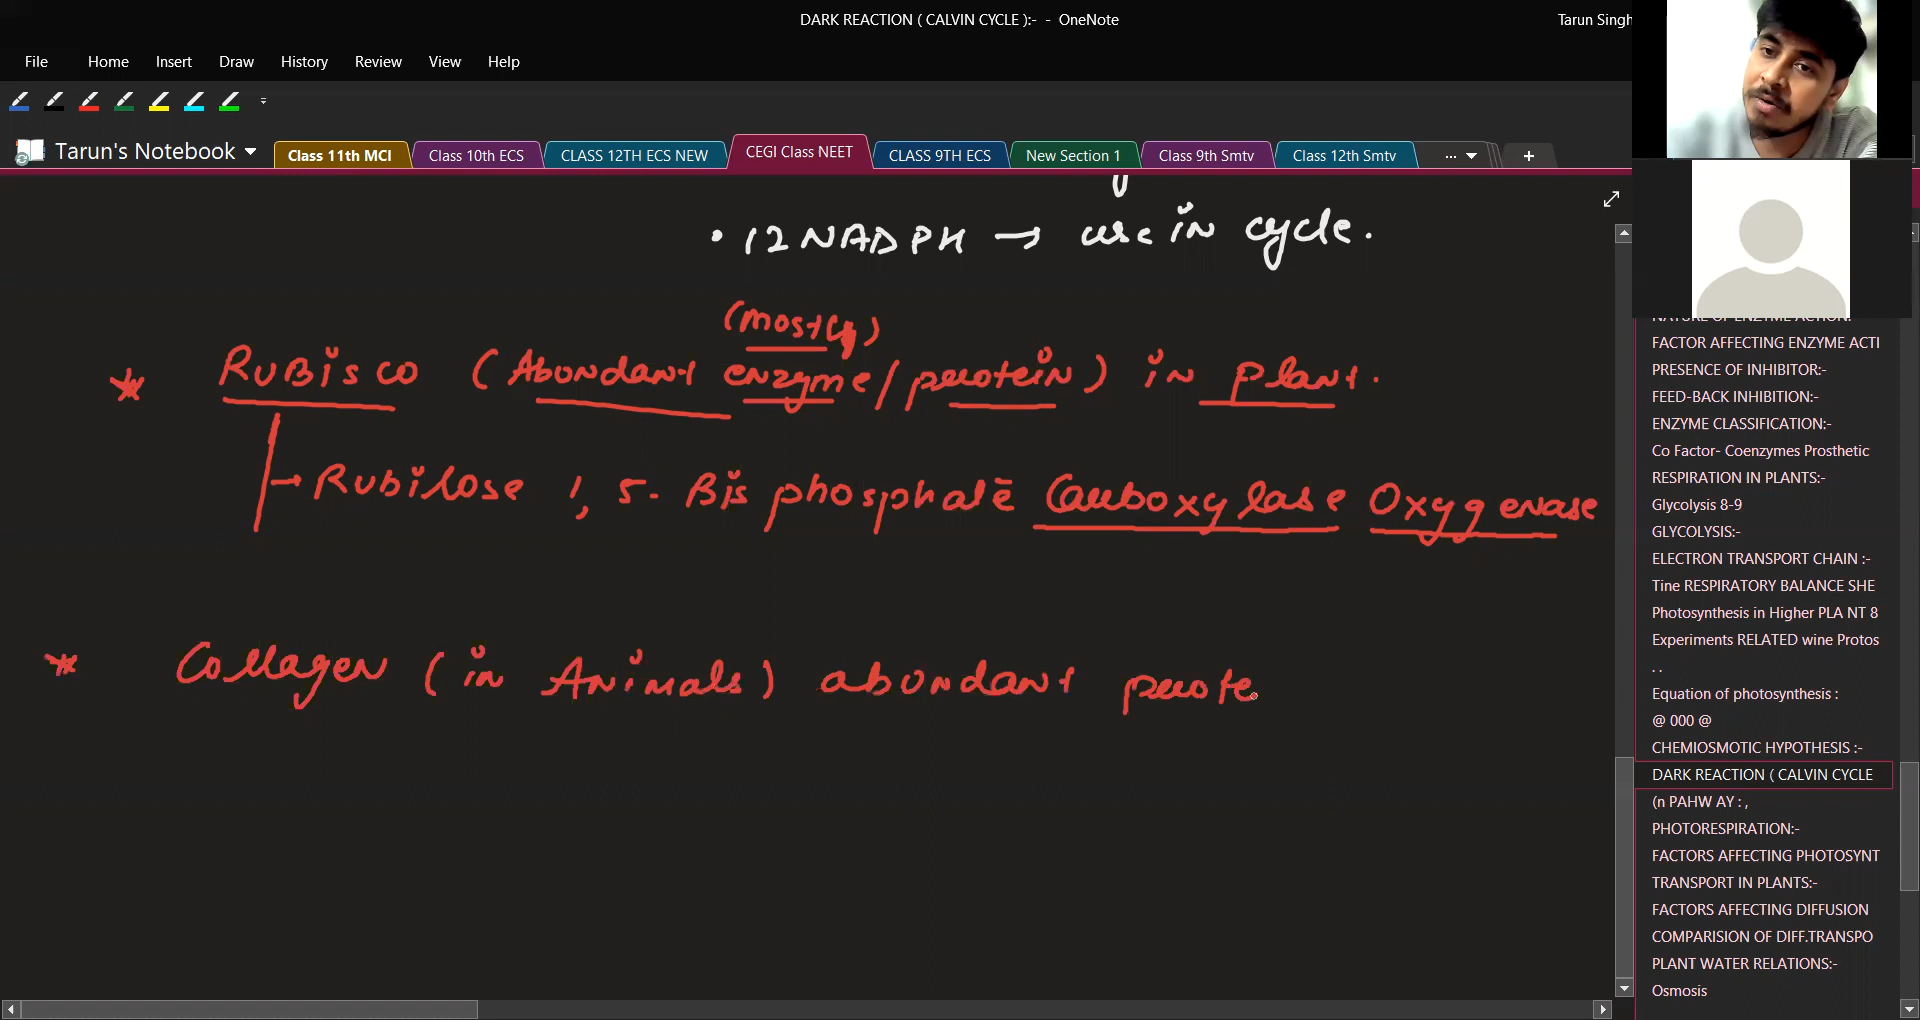 DARK REACTION ( CALVIN CYCLE ):- - OneNote
Tarun Singh
File Home Insert Draw History Review View Help
Tarun's Notebook
Class 11th MCI
Class 10th ECS
CLASS 12TH ECS NEW
CEGI Class NEET
CLASS 9TH ECS
New Section 1
Class 9th Smtv
Class 12th Smtv
...
+
• 12 NADPH → use in cycle.
(mostly)
* RuBisCO (Abondant enzyme/protein) in plant.
→ Rubilose 1, 5- Bis phosphate Carboxylase Oxygenase
* Collagen (in Animals) abundant prote
NATURE OF ENZYME ACTION:
FACTOR AFFECTING ENZYME ACTI
PRESENCE OF INHIBITOR:-
FEED-BACK INHIBITION:-
ENZYME CLASSIFICATION:-
Co Factor- Coenzymes Prosthetic
RESPIRATION IN PLANTS:-
Glycolysis 8-9
GLYCOLYSIS:-
ELECTRON TRANSPORT CHAIN :-
Tine RESPIRATORY BALANCE SHE
Photosynthesis in Higher PLA NT 8
Experiments RELATED wine Protos
. .
Equation of photosynthesis :
@ 000 @
CHEMIOSMOTIC HYPOTHESIS :-
DARK REACTION ( CALVIN CYCLE
(n PAHW AY : ,
PHOTORESPIRATION:-
FACTORS AFFECTING PHOTOSYNT
TRANSPORT IN PLANTS:-
FACTORS AFFECTING DIFFUSION
COMPARISION OF DIFF.TRANSPO
PLANT WATER RELATIONS:-
Osmosis